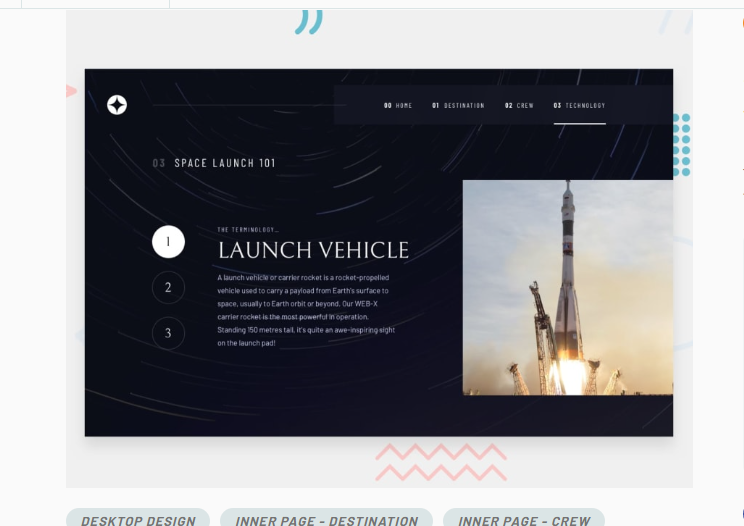 00 HOME 01 DESTINATION 02 CREW 03 TECHNOLOGY
03 SPACE LAUNCH 101
THE TERMINOLOGY...
LAUNCH VEHICLE
1
2
3
A launch vehicle or carrier rocket is a rocket-propelled
vehicle used to carry a payload from Earth's surface to
space, usually to Earth orbit or beyond. Our WEB-X
carrier rocket is the most powerful in operation.
Standing 150 metres tall, it's quite an awe-inspiring sight
on the launch pad!
DESKTOP DESIGN INNER PAGE - DESTINATION INNER PAGE - CREW